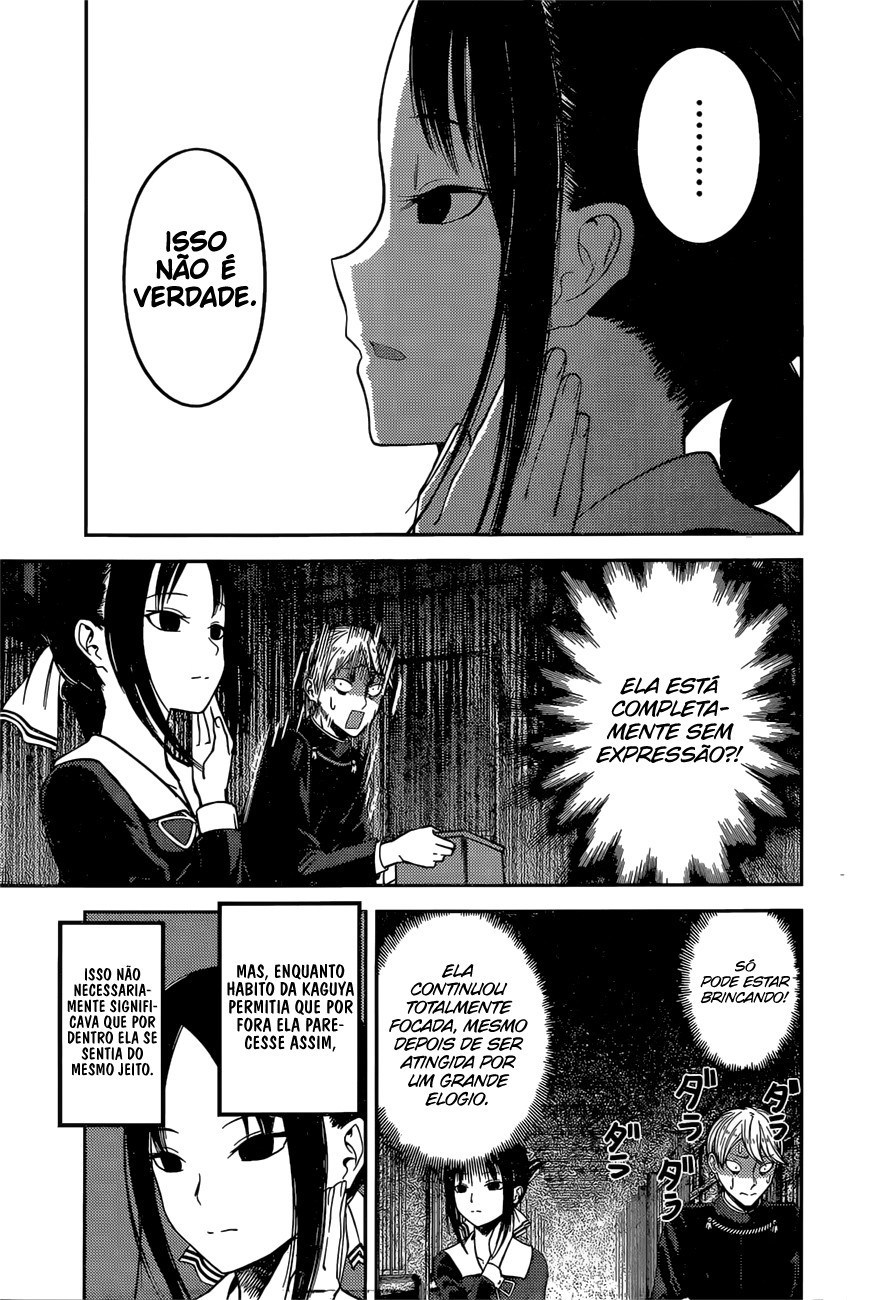 .........
ISSO
NÃO É
VERDADE.
ELA ESTÁ
COMPLETA-
MENTE SEM
EXPRESSÃO?!
SÓ
PODE ESTAR
BRINCANDO!
ダラ
ダラ
ダラ
ダラ
ELA
CONTINUOU
TOTALMENTE
FOCADA, MESMO
DEPOIS DE SER
ATINGIDA POR
UM GRANDE
ELOGIO.
MAS, ENQUANTO
HABITO DA KAGUYA
PERMITIA QUE POR
FORA ELA PARE-
CESSE ASSIM,
ISSO NÃO
NECESSARIA-
MENTE SIGNIFI-
CAVA QUE POR
DENTRO ELA SE
SENTIA DO
MESMO JEITO.